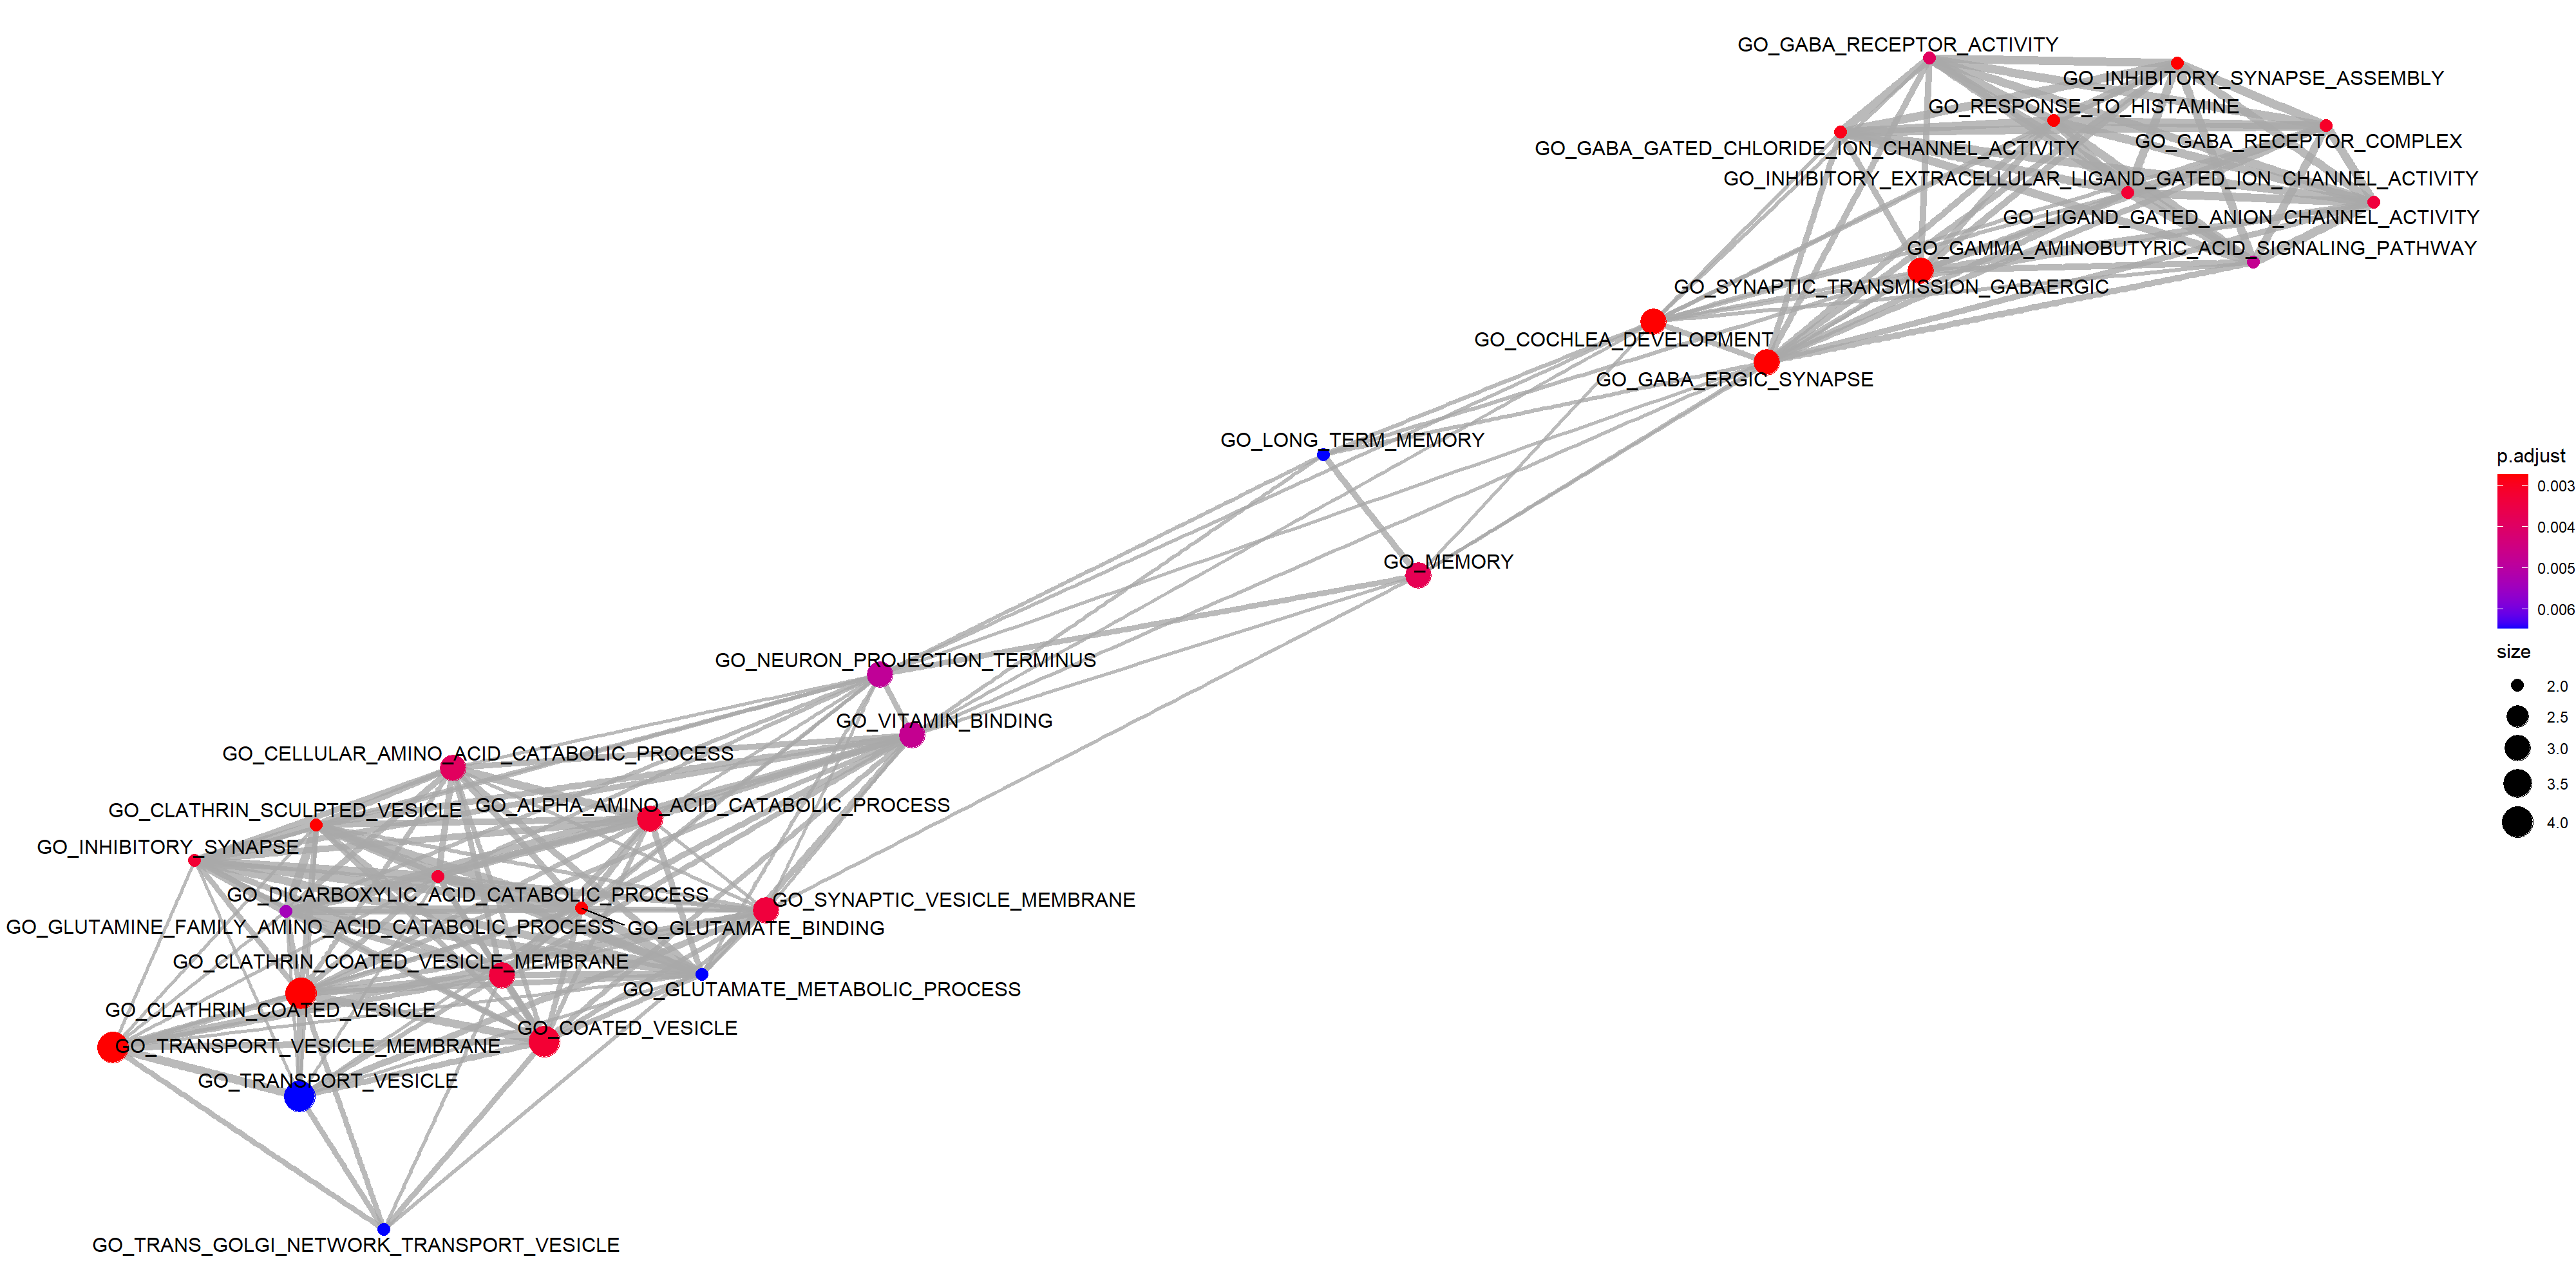 GO_GABA_RECEPTOR_ACTIVITY
GO_INHIBITORY_SYNAPSE_ASSEMBLY
GO_RESPONSE_TO_HISTAMINE
GO_GABA_RECEPTOR_COMPLEX
GO_GABA_GATED_CHLORIDE_ION_CHANNEL_ACTIVITY
GO_INHIBITORY_EXTRACELLULAR_LIGAND_GATED_ION_CHANNEL_ACTIVITY
GO_LIGAND_GATED_ANION_CHANNEL_ACTIVITY
GO_GAMMA_AMINOBUTYRIC_ACID_SIGNALING_PATHWAY
GO_SYNAPTIC_TRANSMISSION_GABAERGIC
GO_COCHLEA_DEVELOPMENT
GO_GABA_ERGIC_SYNAPSE
GO_LONG_TERM_MEMORY
GO_MEMORY
GO_NEURON_PROJECTION_TERMINUS
GO_VITAMIN_BINDING
GO_CELLULAR_AMINO_ACID_CATABOLIC_PROCESS
GO_ALPHA_AMINO_ACID_CATABOLIC_PROCESS
GO_CLATHRIN_SCULPTED_VESICLE
GO_INHIBITORY_SYNAPSE
GO_DICARBOXYLIC_ACID_CATABOLIC_PROCESS
GO_SYNAPTIC_VESICLE_MEMBRANE
GO_GLUTAMINE_FAMILY_AMINO_ACID_CATABOLIC_PROCESS
GO_GLUTAMATE_BINDING
GO_CLATHRIN_COATED_VESICLE_MEMBRANE
GO_GLUTAMATE_METABOLIC_PROCESS
GO_CLATHRIN_COATED_VESICLE
GO_COATED_VESICLE
GO_TRANSPORT_VESICLE_MEMBRANE
GO_TRANSPORT_VESICLE
GO_TRANS_GOLGI_NETWORK_TRANSPORT_VESICLE
p.adjust
0.003
0.004
0.005
0.006
size
2.0
2.5
3.0
3.5
4.0